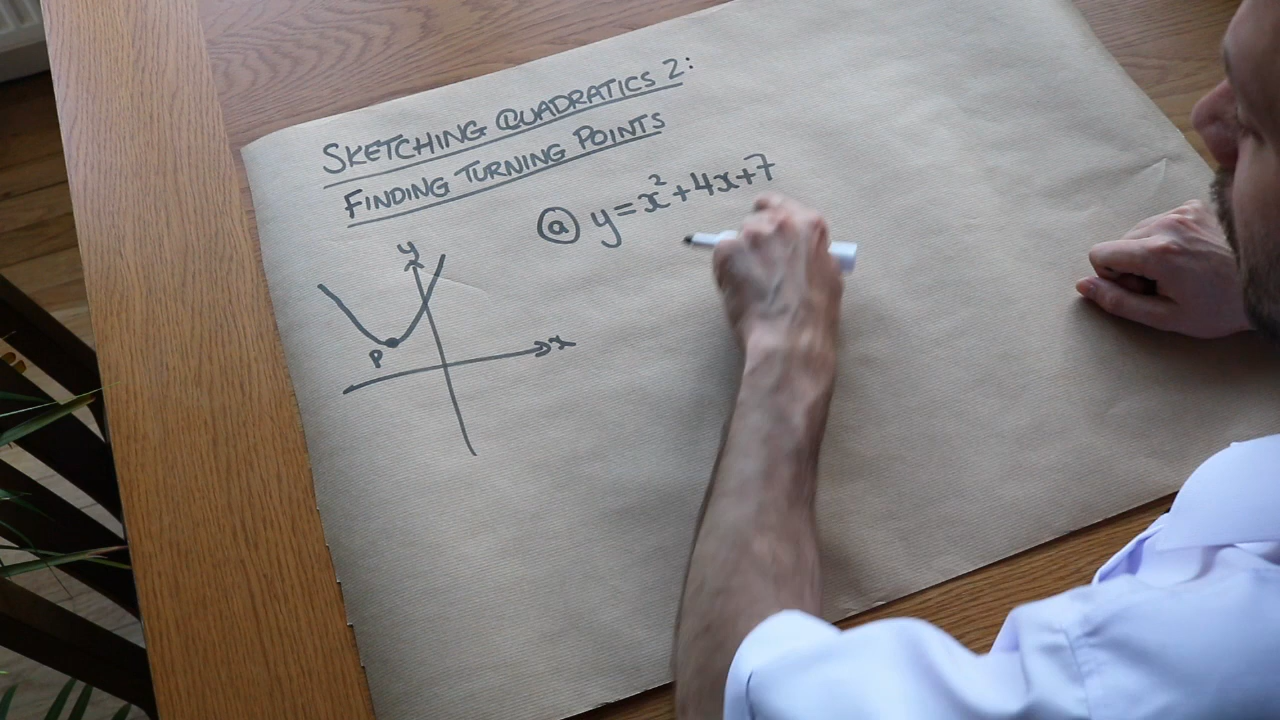 SKETCHING QUADRATICS 2:
FINDING TURNING POINTS
ⓐ y=x²+4x+7
y
x
P